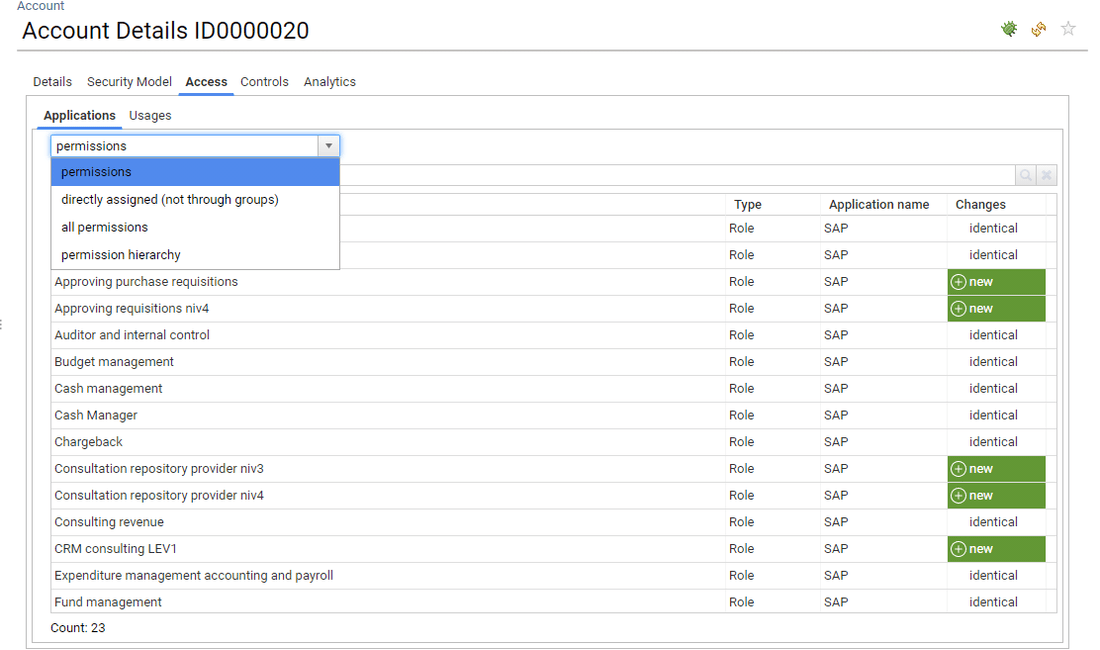 Account
Account Details ID0000020
Details Security Model Access Controls Analytics
Applications Usages
permissions
permissions
directly assigned (not through groups)
all permissions
permission hierarchy
Type Application name Changes
Role SAP identical
Role SAP identical
Approving purchase requisitions Role SAP new
Approving requisitions niv4 Role SAP new
Auditor and internal control Role SAP identical
Budget management Role SAP identical
Cash management Role SAP identical
Cash Manager Role SAP identical
Chargeback Role SAP identical
Consultation repository provider niv3 Role SAP new
Consultation repository provider niv4 Role SAP new
Consulting revenue Role SAP identical
CRM consulting LEV1 Role SAP new
Expenditure management accounting and payroll Role SAP identical
Fund management Role SAP identical
Count: 23